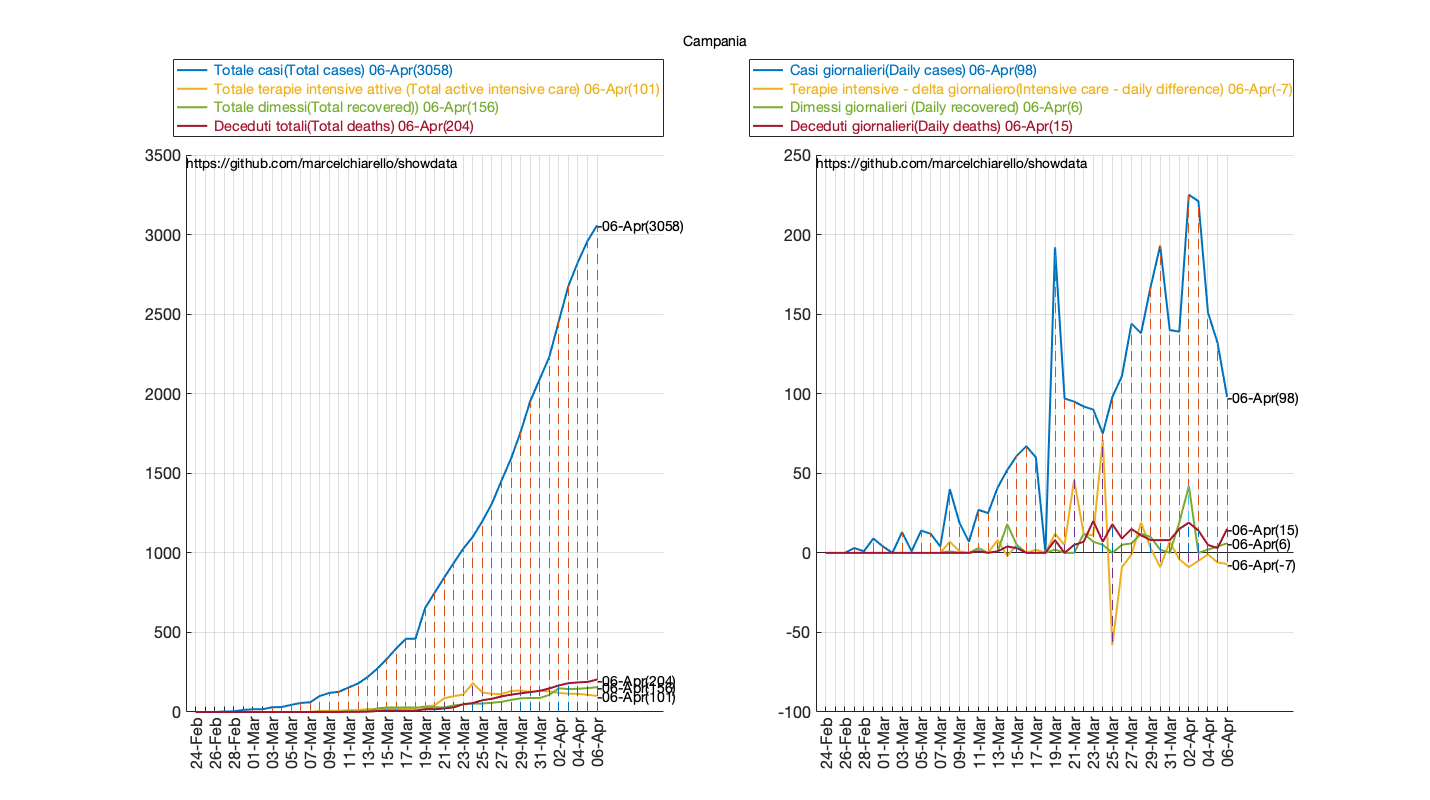 Campania
Totale casi(Total cases) 06-Apr(3058)
Totale terapie intensive attive (Total active intensive care) 06-Apr(101)
Totale dimessi(Total recovered)) 06-Apr(156)
Deceduti totali(Total deaths) 06-Apr(204)
https://github.com/marcelchiarello/showdata
3500
3000
2500
2000
1500
1000
500
0
-06-Apr(3058)
-06-Apr(204)
-06-Apr(156)
-06-Apr(101)
24-Feb
26-Feb
28-Feb
01-Mar
03-Mar
05-Mar
07-Mar
09-Mar
11-Mar
13-Mar
15-Mar
17-Mar
19-Mar
21-Mar
23-Mar
25-Mar
27-Mar
29-Mar
31-Mar
02-Apr
04-Apr
06-Apr
Casi giornalieri(Daily cases) 06-Apr(98)
Terapie intensive - delta giornaliero(Intensive care - daily difference) 06-Apr(-7)
Dimessi giornalieri (Daily recovered) 06-Apr(6)
Deceduti giornalieri(Daily deaths) 06-Apr(15)
https://github.com/marcelchiarello/showdata
250
200
150
100
50
0
-50
-100
-06-Apr(98)
-06-Apr(15)
-06-Apr(6)
-06-Apr(-7)
24-Feb
26-Feb
28-Feb
01-Mar
03-Mar
05-Mar
07-Mar
09-Mar
11-Mar
13-Mar
15-Mar
17-Mar
19-Mar
21-Mar
23-Mar
25-Mar
27-Mar
29-Mar
31-Mar
02-Apr
04-Apr
06-Apr